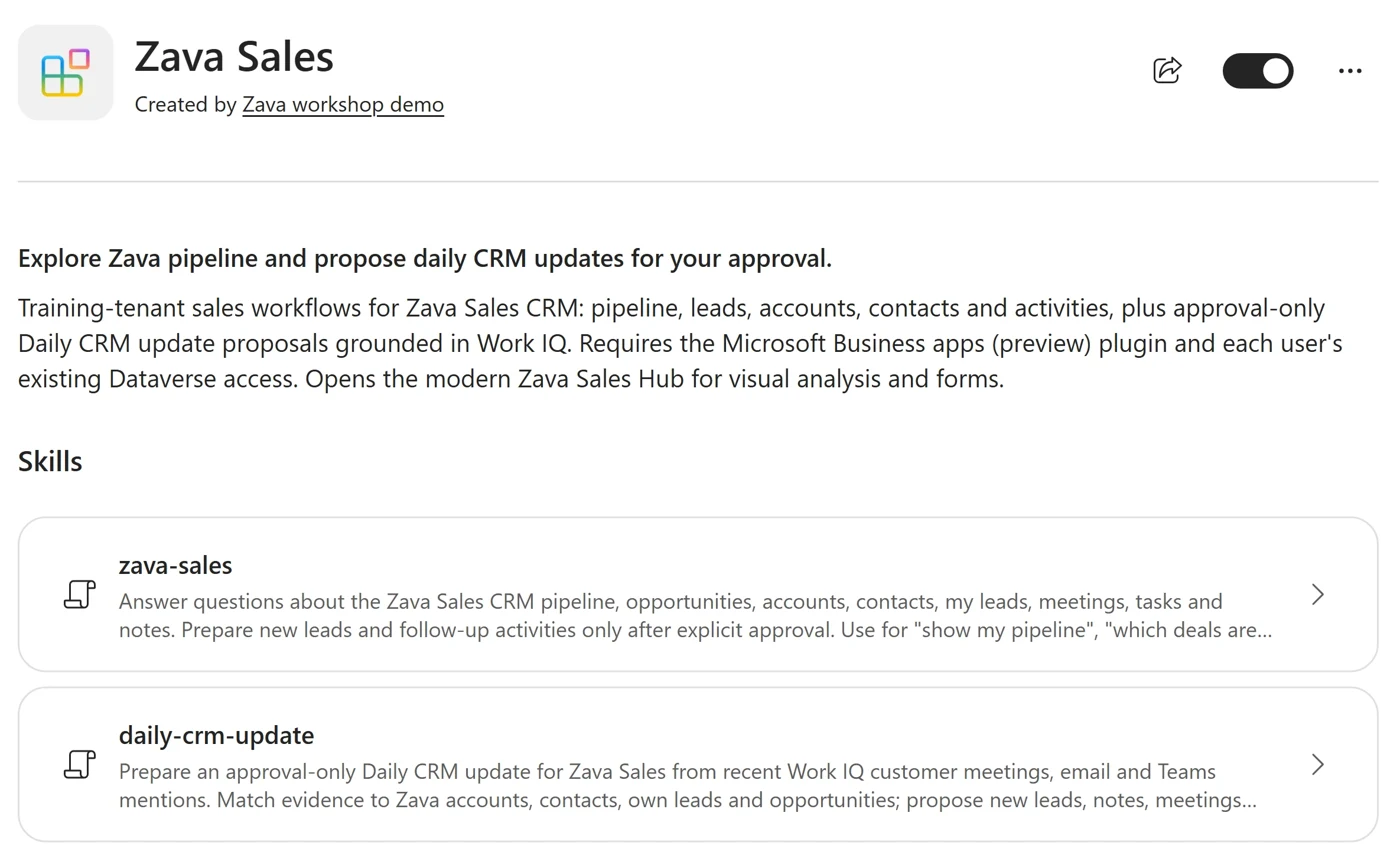 Zava Sales
Created by Zava workshop demo
Explore Zava pipeline and propose daily CRM updates for your approval.
Training-tenant sales workflows for Zava Sales CRM: pipeline, leads, accounts, contacts and activities, plus approval-only
Daily CRM update proposals grounded in Work IQ. Requires the Microsoft Business apps (preview) plugin and each user's
existing Dataverse access. Opens the modern Zava Sales Hub for visual analysis and forms.
Skills
zava-sales
Answer questions about the Zava Sales CRM pipeline, opportunities, accounts, contacts, my leads, meetings, tasks and
notes. Prepare new leads and follow-up activities only after explicit approval. Use for "show my pipeline", "which deals are...
daily-crm-update
Prepare an approval-only Daily CRM update for Zava Sales from recent Work IQ customer meetings, email and Teams
mentions. Match evidence to Zava accounts, contacts, own leads and opportunities; propose new leads, notes, meetings...